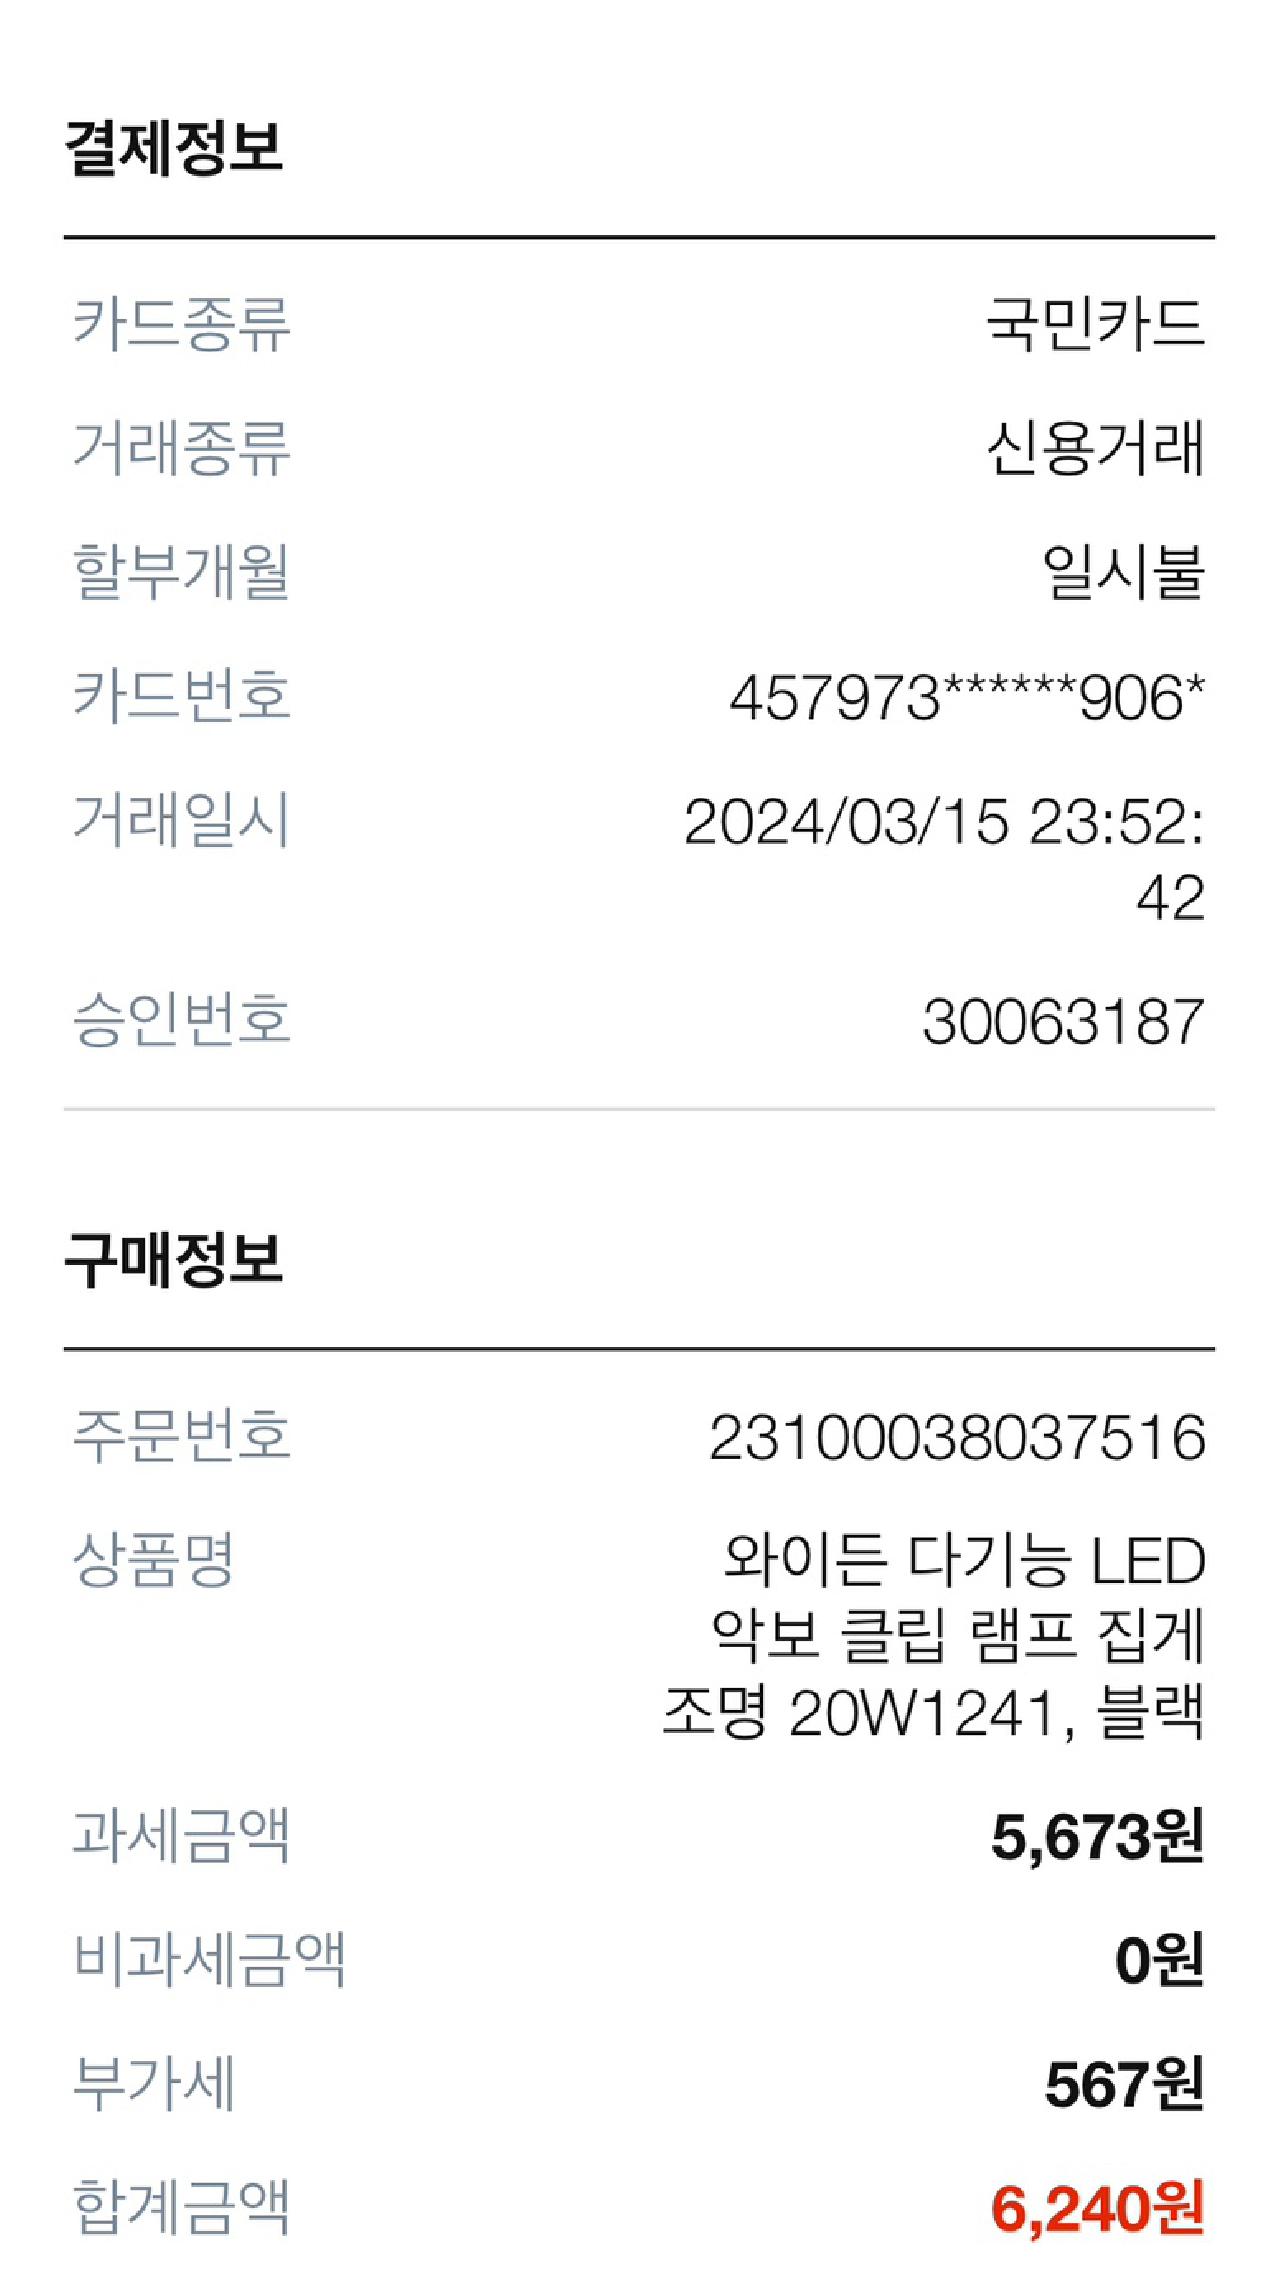 결제정보
카드종류 국민카드
거래종류 신용거래
할부개월 일시불
카드번호 457973******906*
거래일시 2024/03/15 23:52:
42
승인번호 30063187
구매정보
주문번호 23100038037516
상품명 와이든 다기능 LED
악보 클립 램프 집게
조명 20W1241, 블랙
과세금액 5,673원
비과세금액 0원
부가세 567원
합계금액 6,240원